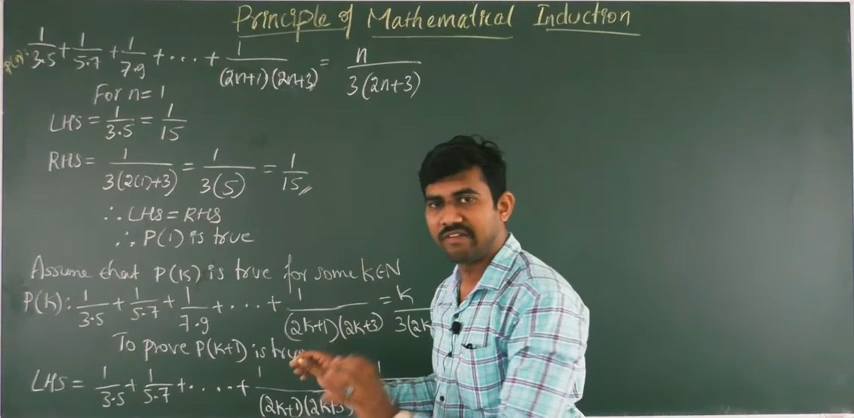 Principle of Mathematical Induction
P(n): 1/3.5 + 1/5.7 + 1/7.9 + ... + 1/(2n+1)(2n+3) = n/3(2n+3)
For n=1
LHS = 1/3.5 = 1/15
RHS = 1/3(2(1)+3) = 1/3(5) = 1/15
∴ LHS = RHS
∴ P(1) is true
Assume that P(K) is true for some K∈N
P(K): 1/3.5 + 1/5.7 + 1/7.9 + ... + 1/(2K+1)(2K+3) = K/3(2K
To prove P(K+1) is true
LHS = 1/3.5 + 1/5.7 + .... + 1/(2K+1)(2K+3)